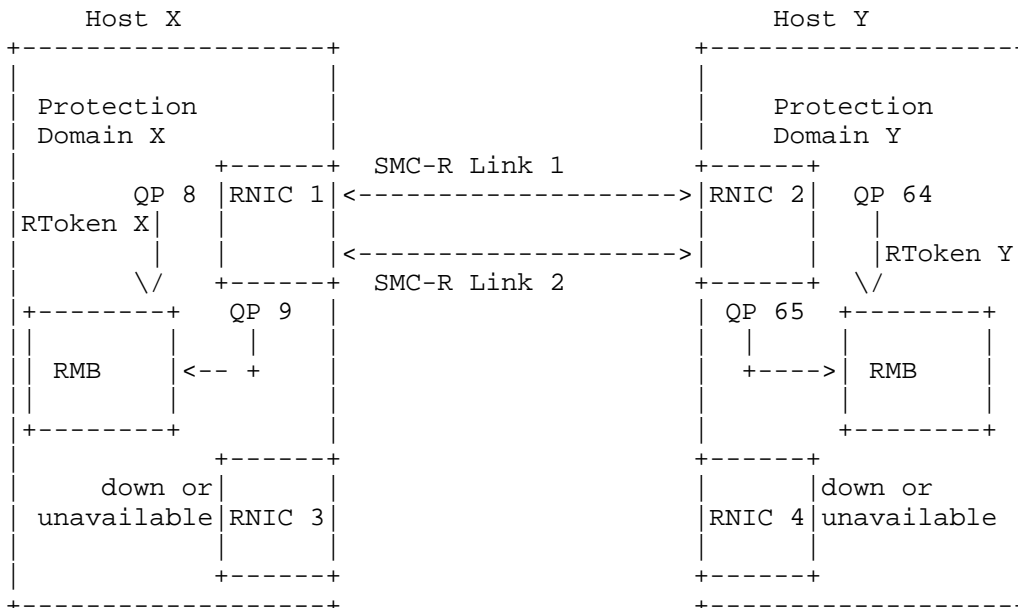 Host X Host Y
Protection Protection
Domain X Domain Y
SMC-R Link 1
QP 8 RNIC 1 RNIC 2 QP 64
RToken X
RToken Y
SMC-R Link 2
QP 9 QP 65
RMB RMB
down or down or
unavailable RNIC 3 RNIC 4 unavailable